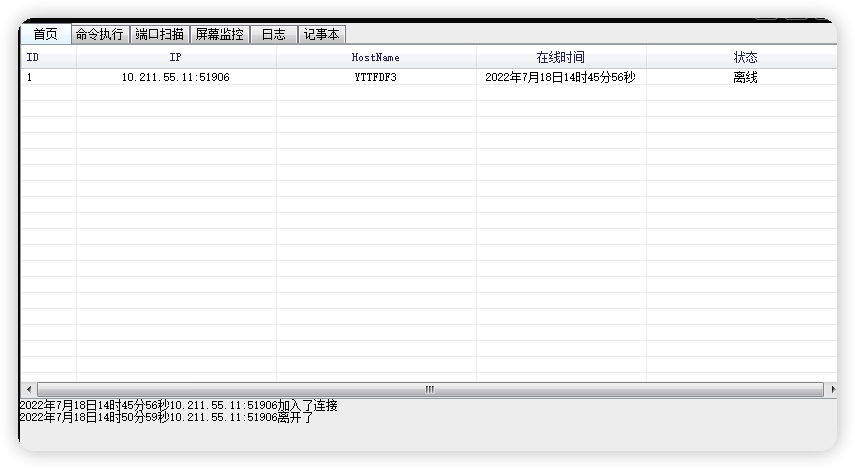 首页 命令执行 端口扫描 屏幕监控 日志 记事本
ID IP HostName 在线时间 状态
1 10.211.55.11:51906 YTTFDF3 2022年7月18日14时45分56秒 离线
2022年7月18日14时45分56秒10.211.55.11:51906加入了连接
2022年7月18日14时50分59秒10.211.55.11:51906离开了